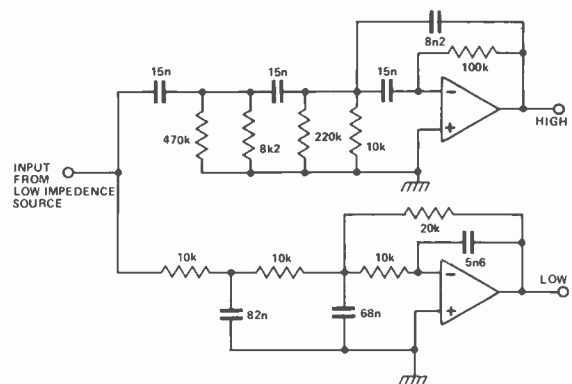 8n2
15n
15n
15n
100k
470k
8k2
220k
10k
−
+
HIGH
INPUT
FROM
LOW IMPEDENCE
SOURCE
20k
10k
10k
10k
5n6
82n
68n
−
+
LOW